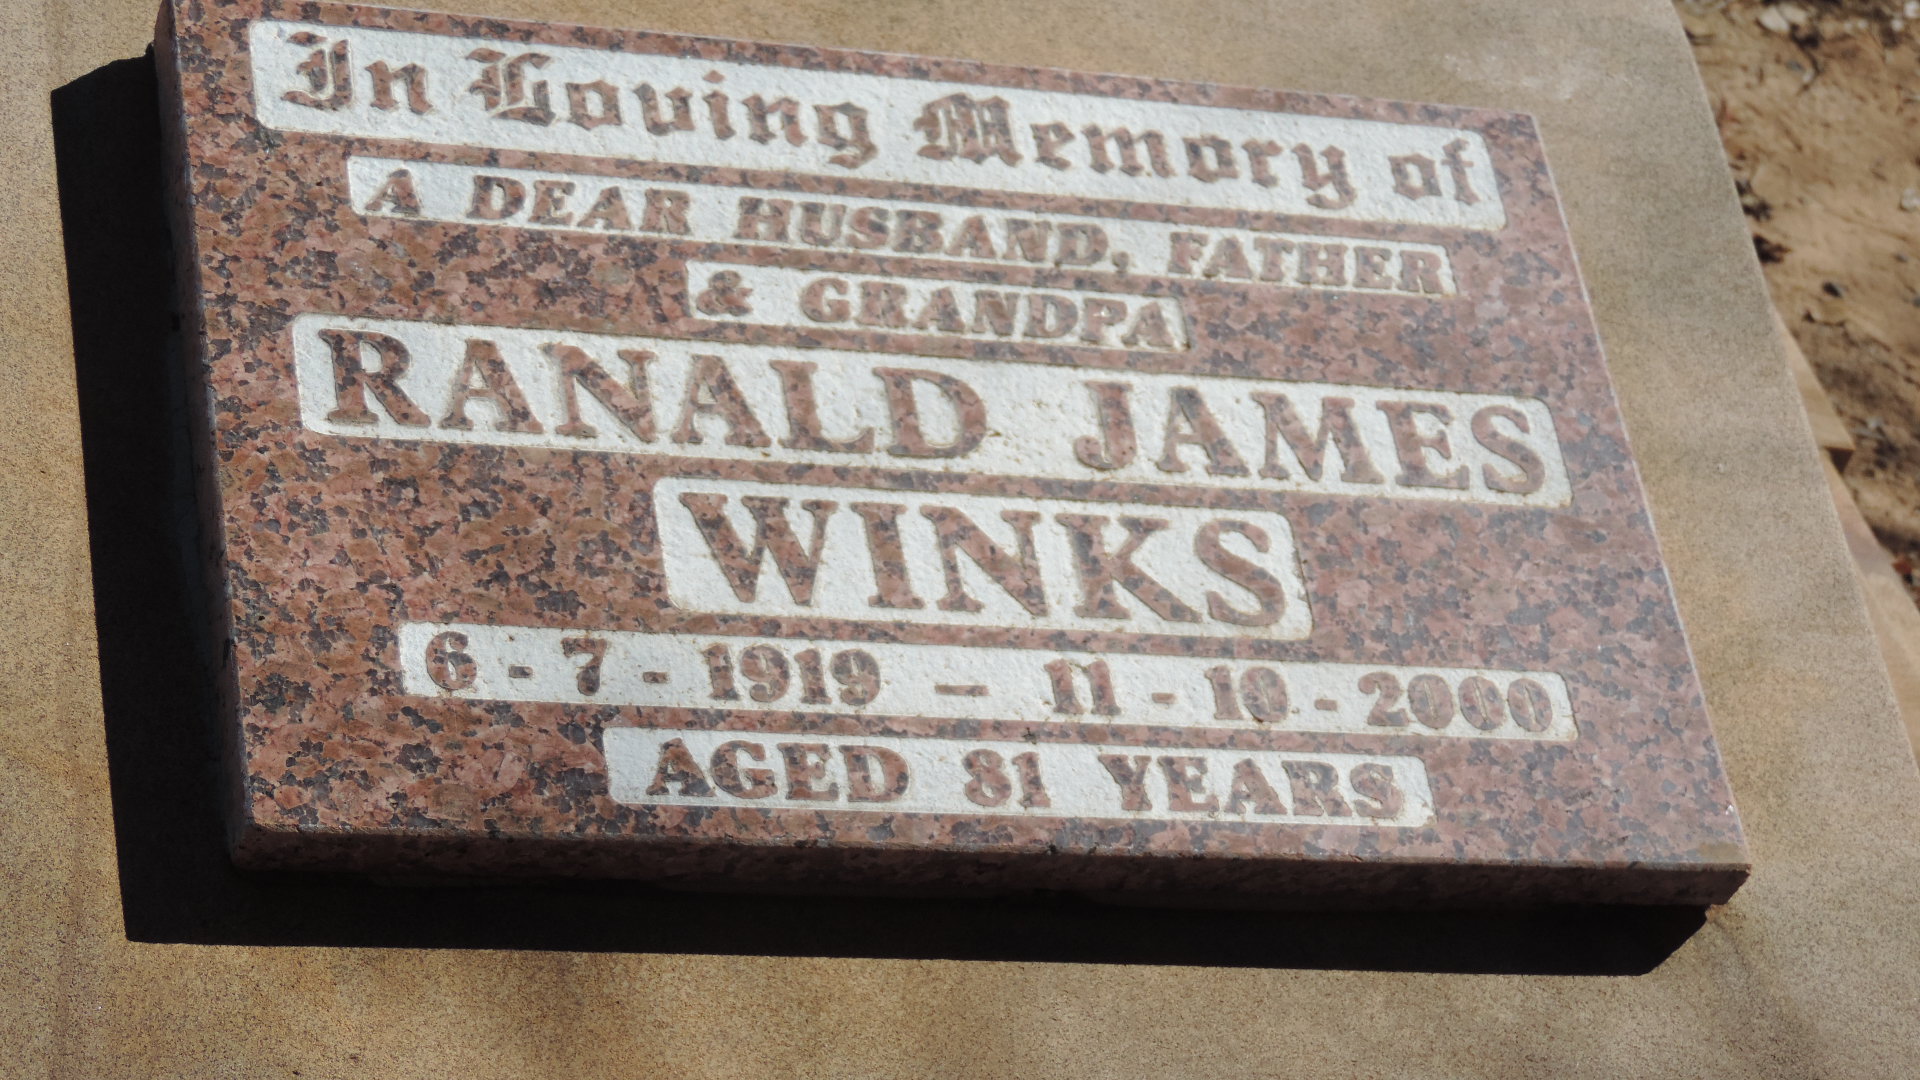 In Loving Memory of
A DEAR HUSBAND, FATHER
& GRANDPA
RANALD JAMES
WINKS
6 - 7 - 1919 – 11 - 10 - 2000
AGED 81 YEARS